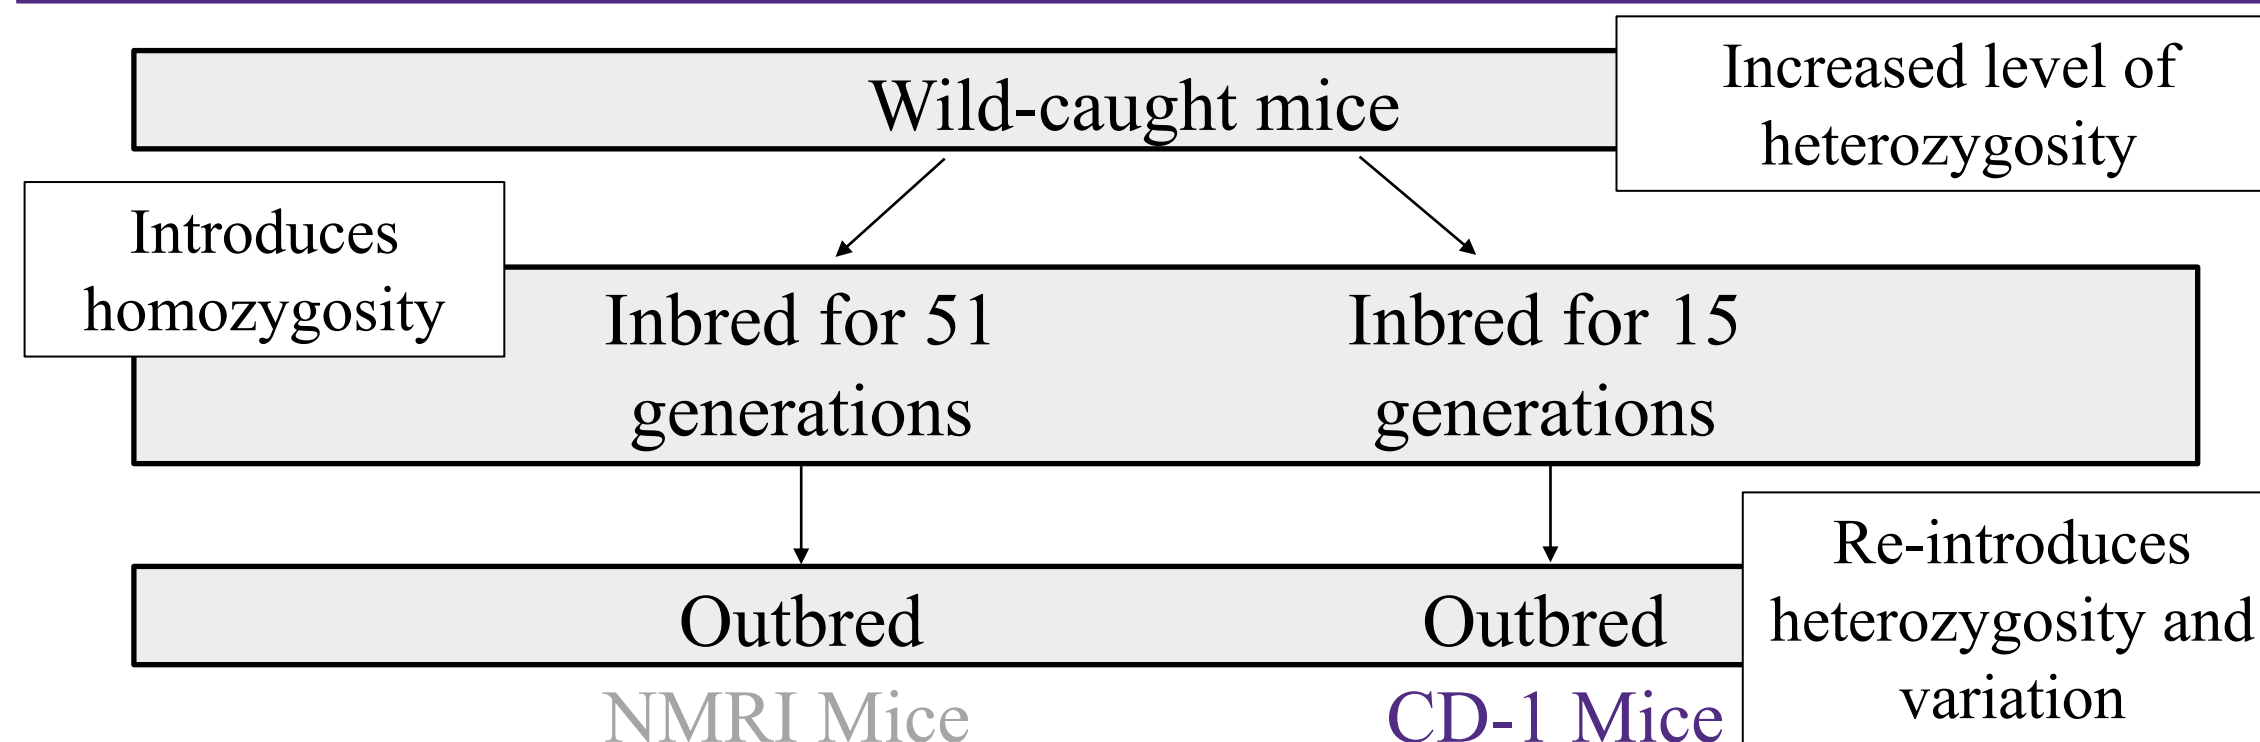 Wild-caught mice
Increased level of
heterozygosity
Introduces
homozygosity
Inbred for 51
generations
Inbred for 15
generations
Outbred
Outbred
Re-introduces
heterozygosity and
variation
NMRI Mice
CD-1 Mice